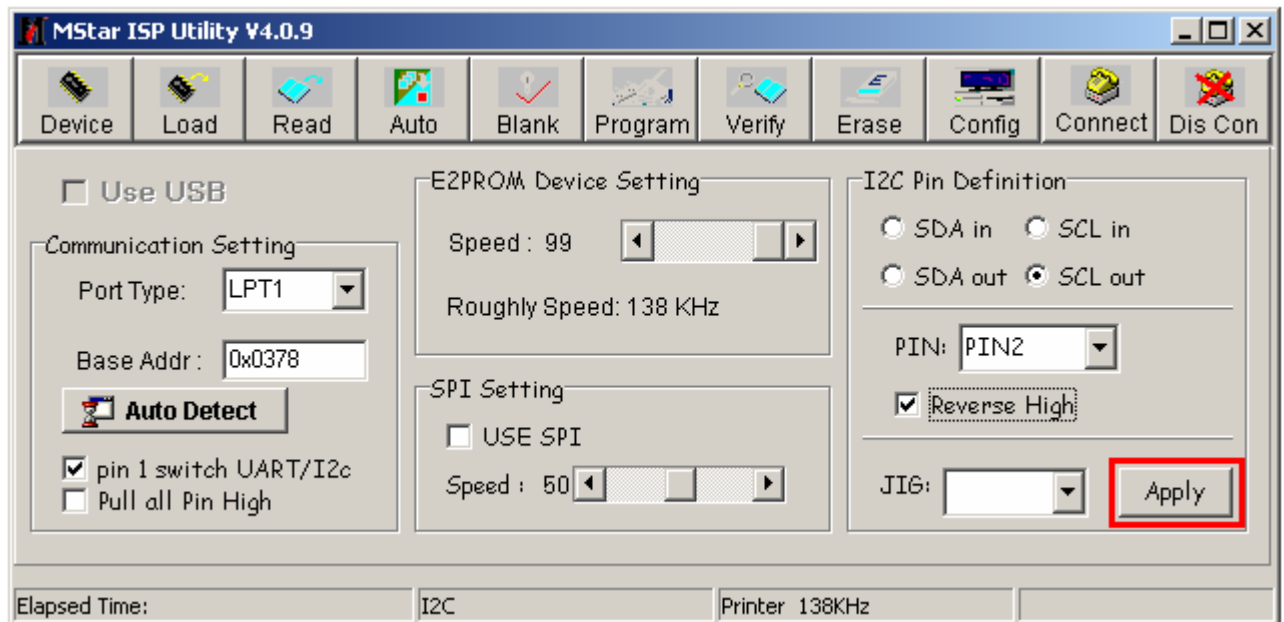 MStar ISP Utility V4.0.9
Device Load Read Auto Blank Program Verify Erase Config Connect Dis Con
Use USB
Communication Setting
Port Type: LPT1
Base Addr : 0x0378
Auto Detect
pin 1 switch UART/I2c
Pull all Pin High
E2PROM Device Setting
Speed : 99
Roughly Speed: 138 KHz
SPI Setting
USE SPI
Speed : 50
I2C Pin Definition
SDA in SCL in
SDA out SCL out
PIN: PIN2
Reverse High
JIG:
Apply
Elapsed Time: I2C Printer 138KHz